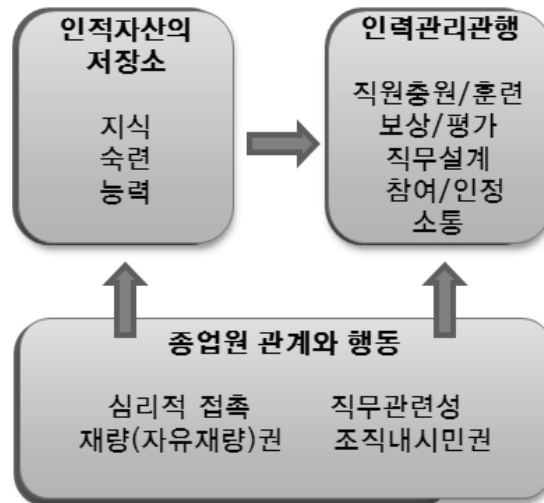 인적자산의
저장소
지식
숙련
능력
인력관리관행
직원충원/훈련
보상/평가
직무설계
참여/인정
소통
종업원 관계와 행동
심리적 접촉 직무관련성
재량(자유재량)권 조직내시민권